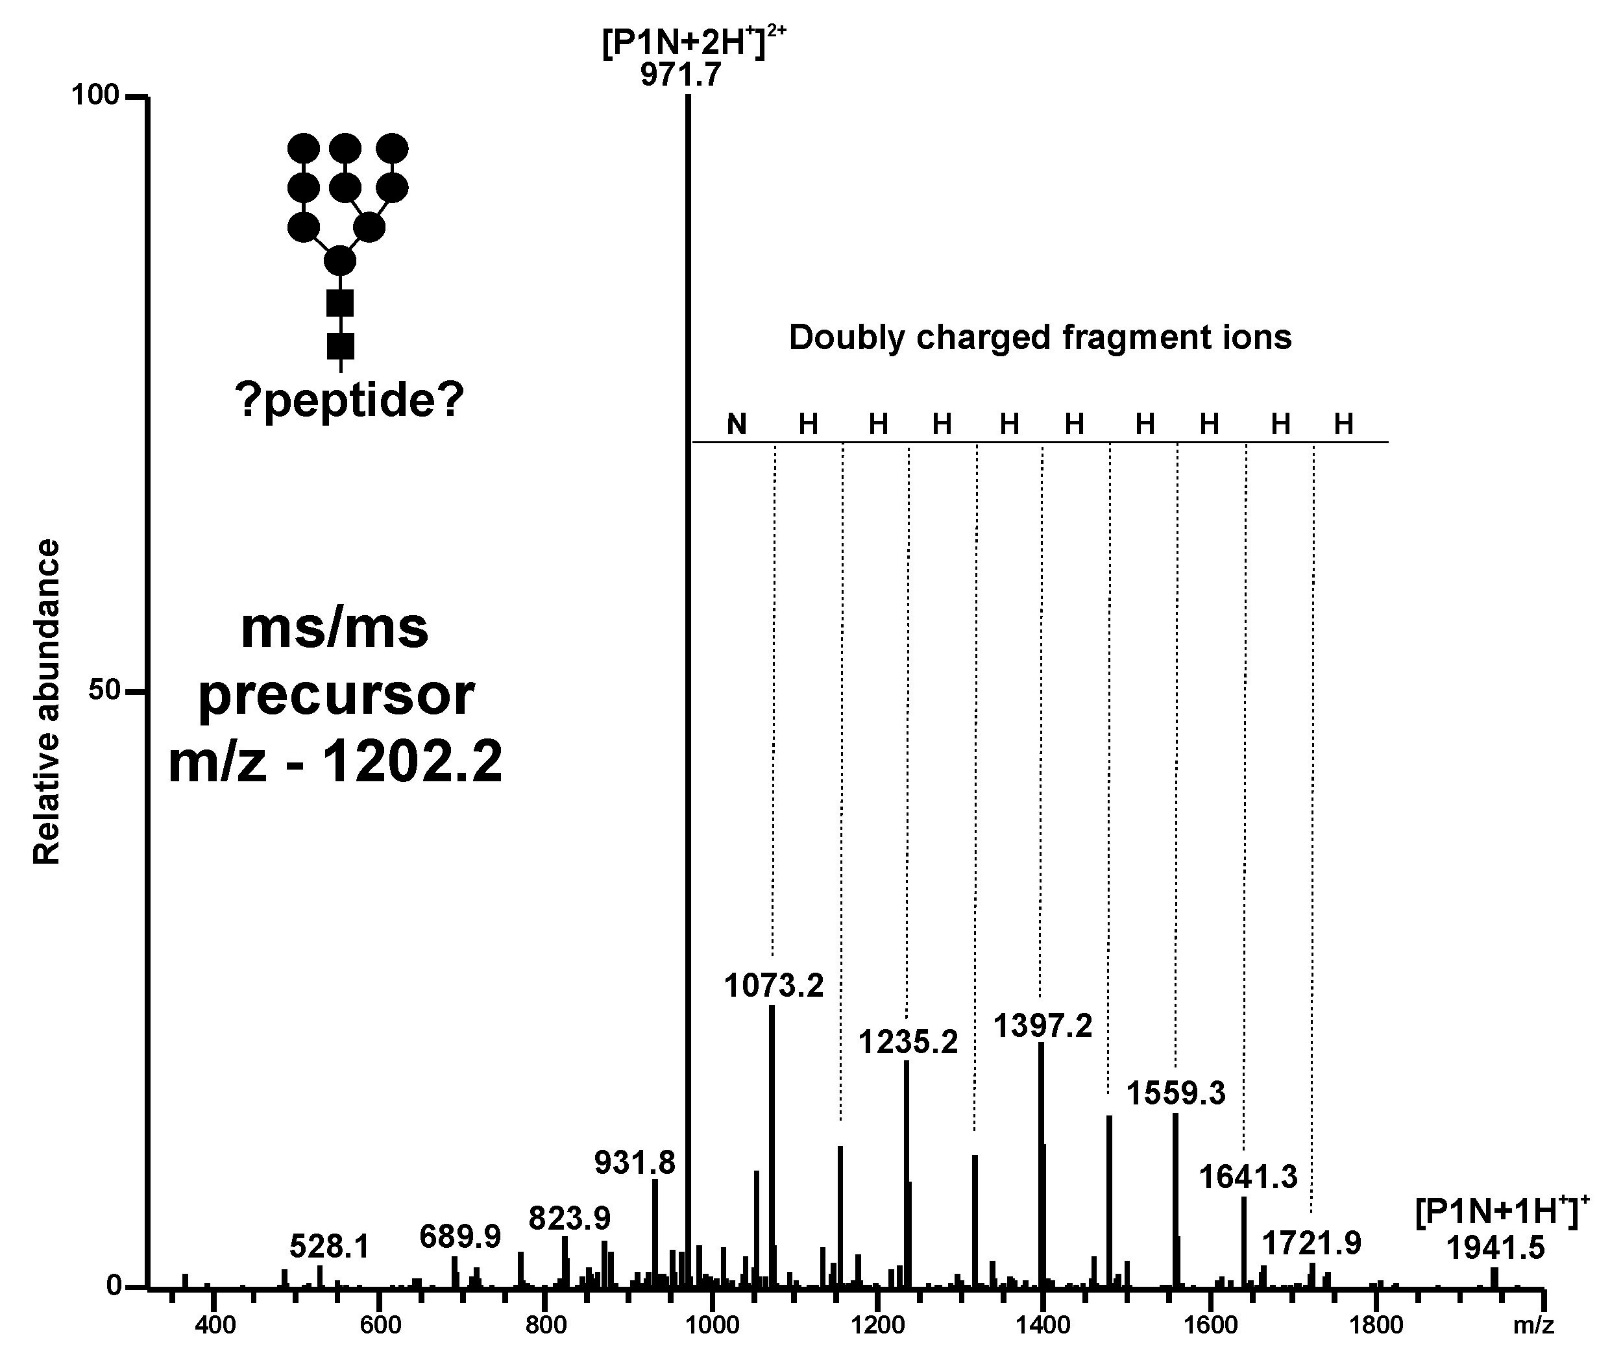 [P1N+2H⁺]²⁺
971.7
100
?peptide?
Doubly charged fragment ions
N H H H H H H H H H
ms/ms
precursor
m/z - 1202.2
Relative abundance
50
1073.2
1235.2
1397.2
1559.3
931.8
1641.3
823.9
689.9
528.1
1721.9
[P1N+1H⁺]⁺
1941.5
0
400 600 800 1000 1200 1400 1600 1800 m/z